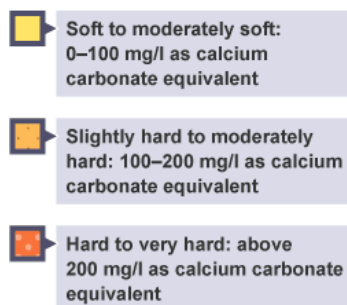 Soft to moderately soft:
0–100 mg/l as calcium
carbonate equivalent
Slightly hard to moderately
hard: 100–200 mg/l as calcium
carbonate equivalent
Hard to very hard: above
200 mg/l as calcium carbonate
equivalent